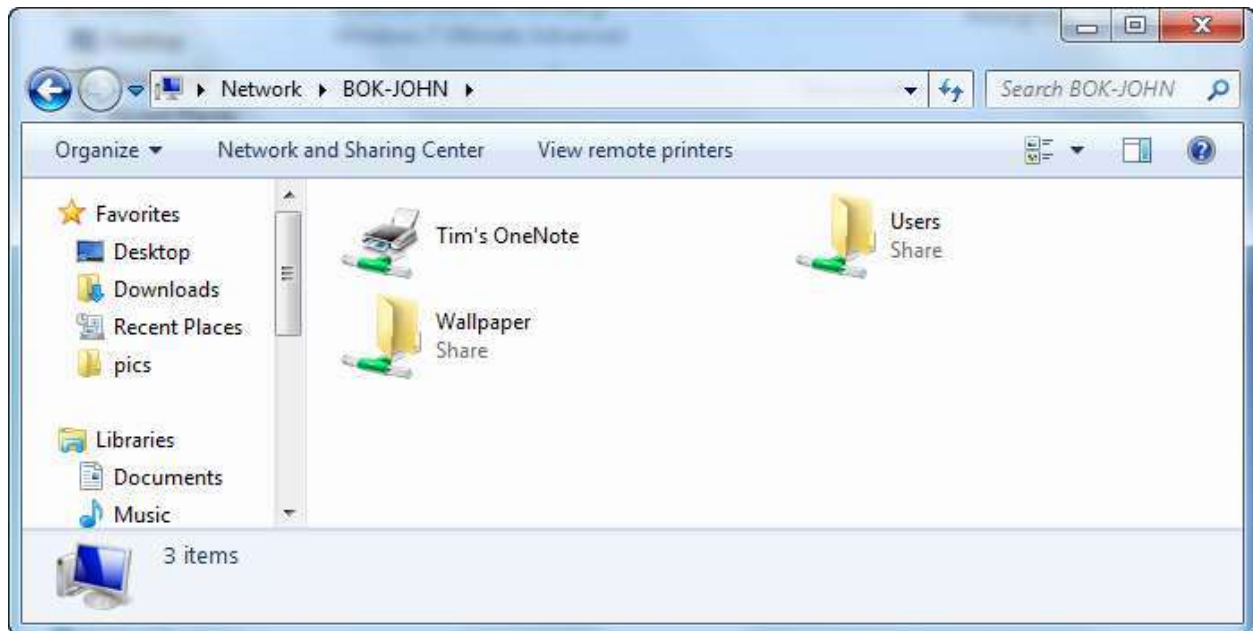 Network BOK-JOHN
Search BOK-JOHN
Organize Network and Sharing Center View remote printers
Favorites
Desktop
Downloads
Recent Places
pics
Libraries
Documents
Music
Tim's OneNote
Users
Share
Wallpaper
Share
3 items